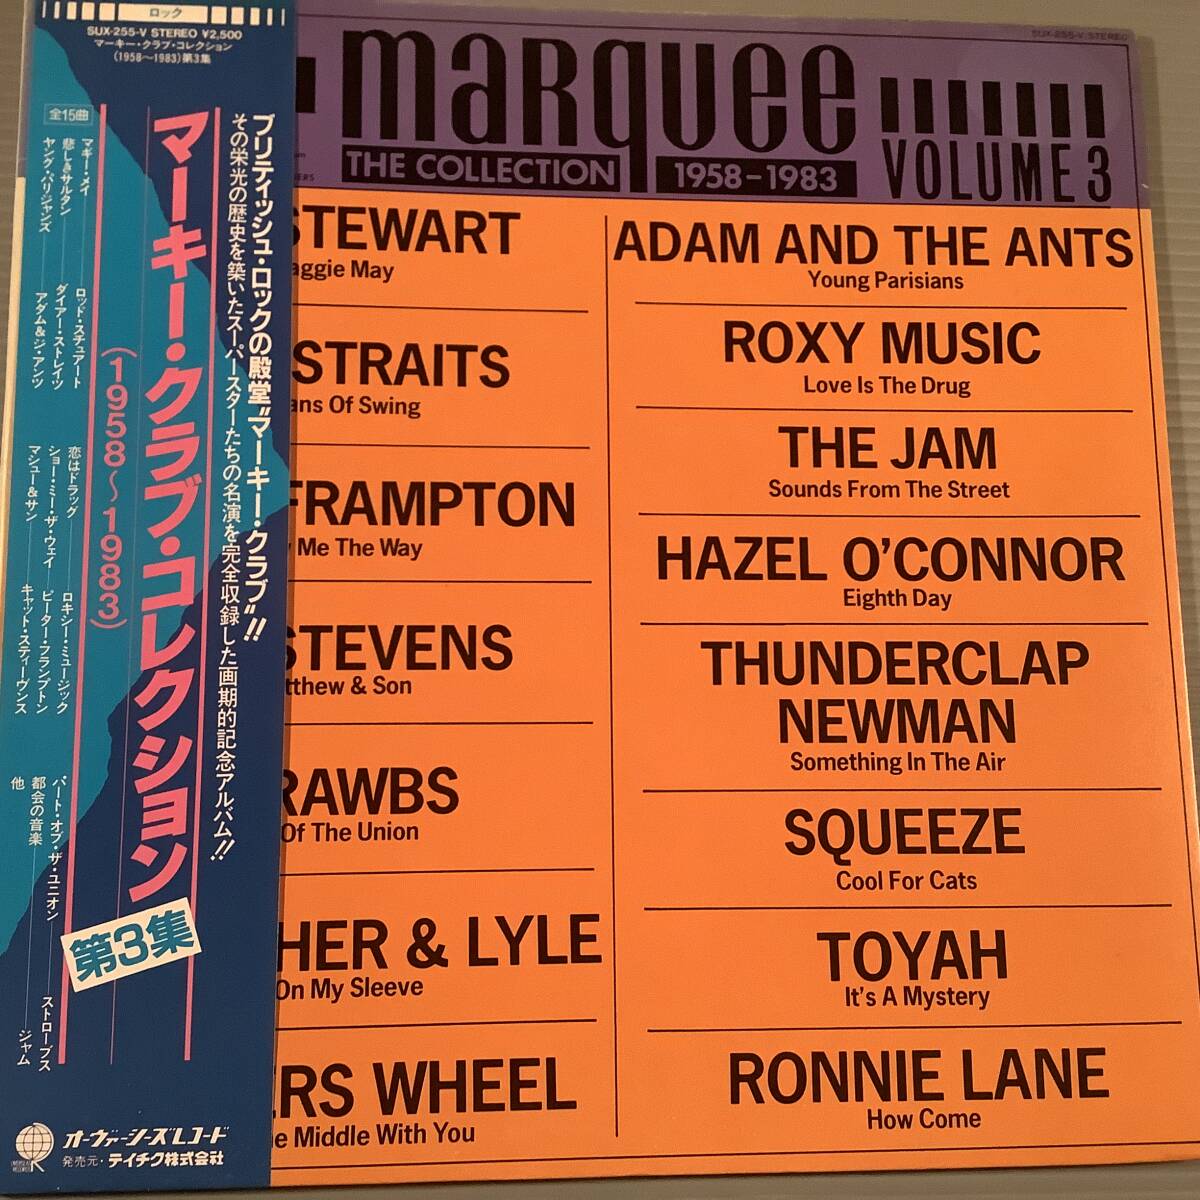 ロック
SUX-255-V STEREO ¥2,500
マーキー・クラブ・コレクション
(1958〜1983)第3集
全15曲
ブリティッシュ・ロックの殿堂"マーキー・クラブ"!!
その栄光の歴史を築いたスーパースターたちの名演を完全収録した画期的記念アルバム!!
マーキー・クラブ・コレクション
(1958〜1983)
第3集
マギー・メイ──ロッド・スチュアート
悲しきサルタン──ダイアー・ストレイツ
ヤング・パリジャンズ──アダム&ジ・アンツ
恋はドラッグ──ロキシー・ミュージック
ショー・ミー・ザ・ウェイ──ピーター・フランプトン
マシュー&サン──キャット・スティーヴンス
パート・オブ・ザ・ユニオン──ストローブス
都会の音楽──ジャム
他
オーヴァーシーズレコード
発売元・テイチク株式会社
SUX-255-V STEREO
marquee
THE COLLECTION 1958-1983
VOLUME 3
STEWART
aggie May
STRAITS
ans Of Swing
FRAMPTON
Me The Way
STEVENS
tthew & Son
RAWBS
Of The Union
HER & LYLE
On My Sleeve
ERS WHEEL
e Middle With You
ADAM AND THE ANTS
Young Parisians
ROXY MUSIC
Love Is The Drug
THE JAM
Sounds From The Street
HAZEL O'CONNOR
Eighth Day
THUNDERCLAP
NEWMAN
Something In The Air
SQUEEZE
Cool For Cats
TOYAH
It's A Mystery
RONNIE LANE
How Come